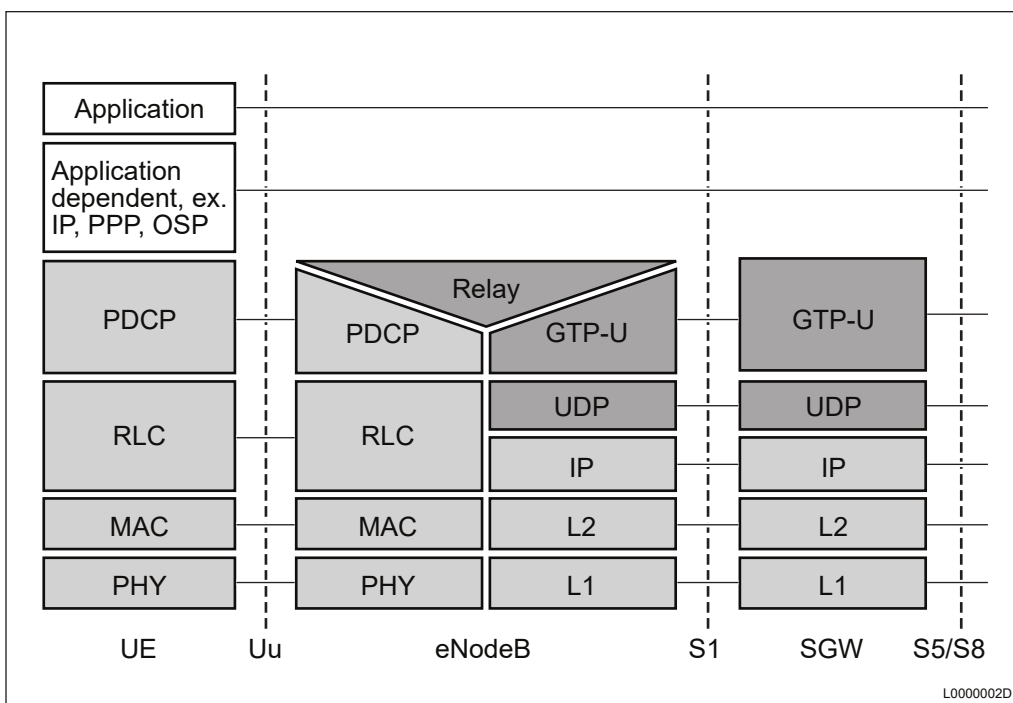 Application
Application
dependent, ex.
IP, PPP, OSP
Relay
PDCP
PDCP
GTP-U
GTP-U
UDP
UDP
RLC
RLC
IP
IP
MAC
MAC
L2
L2
PHY
PHY
L1
L1
UE
Uu
eNodeB
S1
SGW
S5/S8
L0000002D